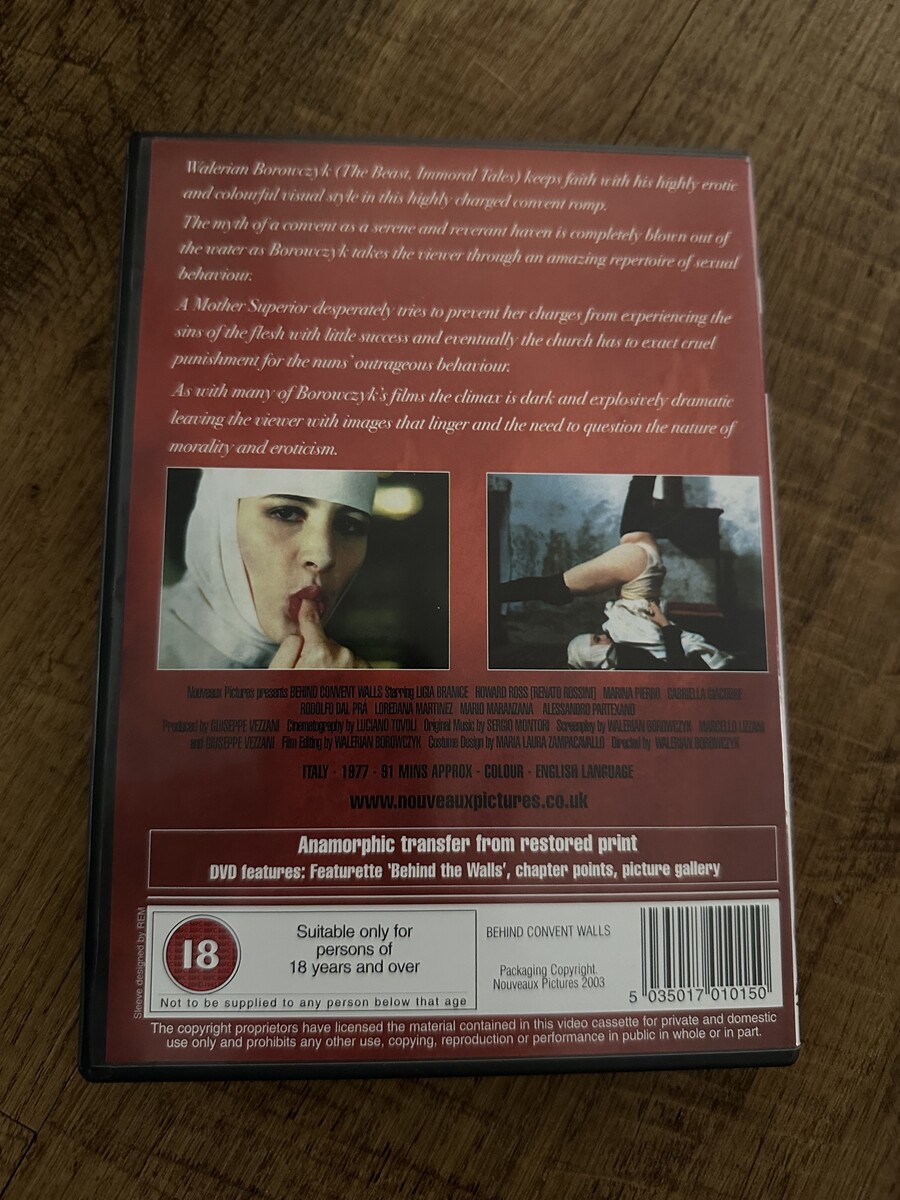 Walerian Borowczyk (The Beast, Immoral Tales) keeps faith with his highly erotic
and colourful visual style in this highly charged convent romp.
The myth of a convent as a serene and reverant haven is completely blown out of
the water as Borowczyk takes the viewer through an amazing repertoire of sexual
behaviour.
A Mother Superior desperately tries to prevent her charges from experiencing the
sins of the flesh with little success and eventually the church has to exact cruel
punishment for the nuns' outrageous behaviour.
As with many of Borowczyk's films the climax is dark and explosively dramatic
leaving the viewer with images that linger and the need to question the nature of
morality and eroticism.
Nouveaux Pictures presents BEHIND CONVENT WALLS Starring LIGIA BRANICE HOWARD ROSS [RENATO ROSSINI] MARINA PIERRO GABRIELLA GIACOBBE
RODOLFO DAL PRÁ LOREDANA MARTINEZ MARIO MARANZANA ALESSANDRO PARTEXANO
Produced by GIUSEPPE VEZZANI Cinematography by LUCIANO TOVOLI Original Music by SERGIO MONTORI Screenplay by WALERIAN BOROWCZYK MARCELLO
and GIUSEPPE VEZZANI Film Editing by WALERIAN BOROWCZYK Costume Design by MARIA LAURA ZAMPACAVALLO Directed by WALERIAN BOROWCZYK
ITALY - 1977 - 91 MINS APPROX - COLOUR - ENGLISH LANGUAGE
www.nouveauxpictures.co.uk
Anamorphic transfer from restored print
DVD features: Featurette 'Behind the Walls', chapter points, picture gallery
Sleeve designed by REM
18
Suitable only for
persons of
18 years and over
Not to be supplied to any person below that age
BEHIND CONVENT WALLS
Packaging Copyright.
Nouveaux Pictures 2003
5 035017 010150
The copyright proprietors have licensed the material contained in this video cassette for private and domestic
use only and prohibits any other use, copying, reproduction or performance in public in whole or in part.